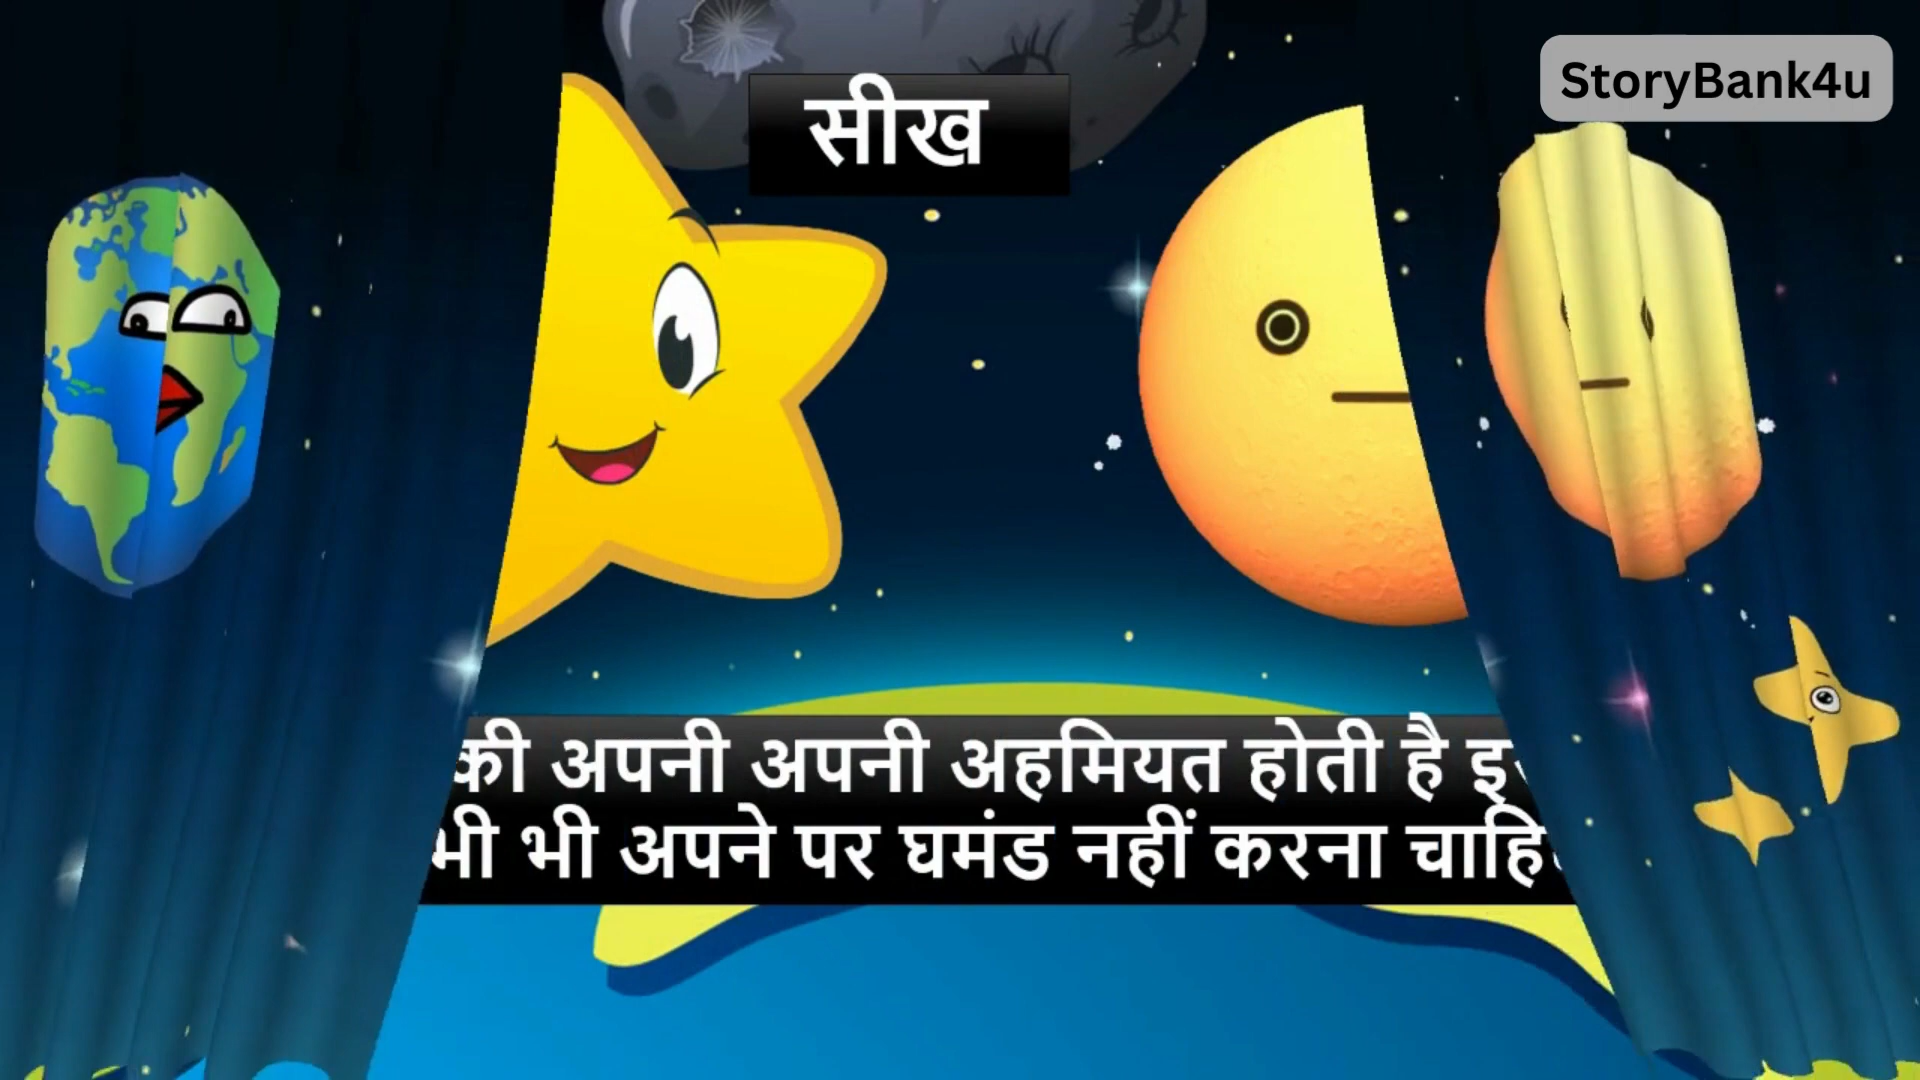 StoryBank4u
सीख
की अपनी अपनी अहमियत होती है
भी अपने पर घमंड नहीं करना